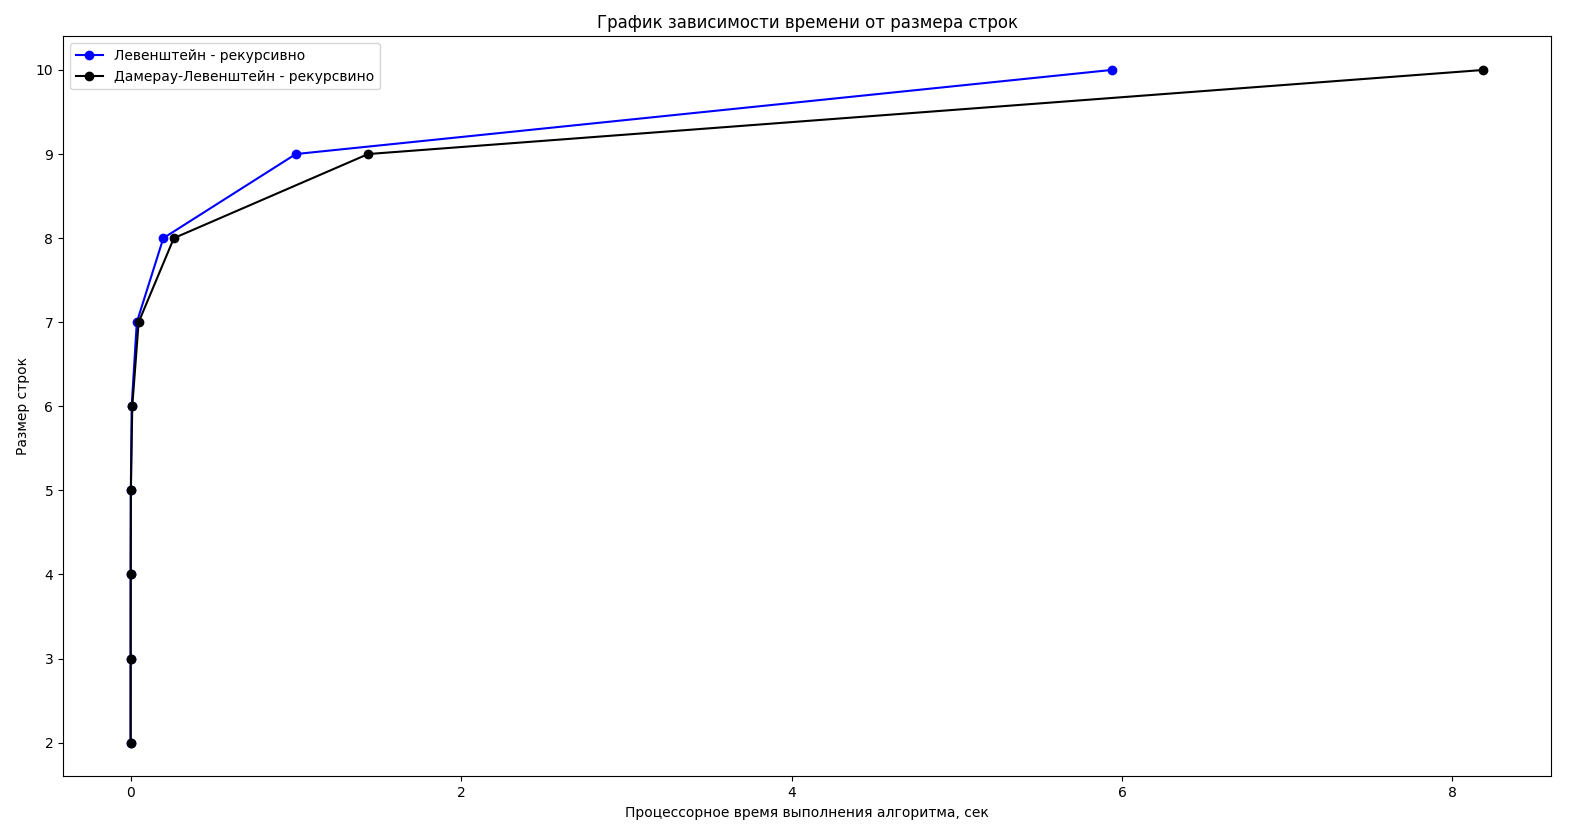 График зависимости времени от размера строк
Левенштейн - рекурсивно
Дамерау-Левенштейн - рекурсвино
10
9
8
7
6
5
4
3
2
Размер строк
0 2 4 6 8
Процессорное время выполнения алгоритма, сек